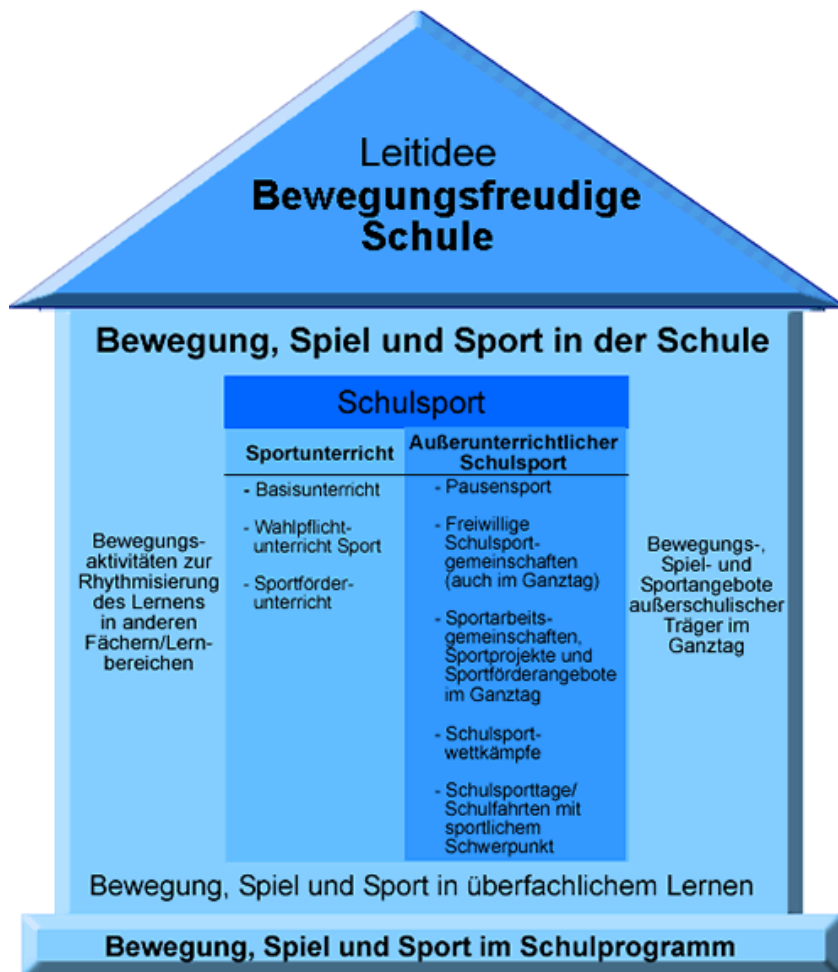 Leitidee
Bewegungsfreudige
Schule
Bewegung, Spiel und Sport in der Schule
Schulsport
Sportunterricht
- Basisunterricht
- Wahlpflicht-
unterricht Sport
- Sportförder-
unterricht
Außerunterrichtlicher
Schulsport
- Pausensport
- Freiwillige
Schulsport-
gemeinschaften
(auch im Ganztag)
- Sportarbeits-
gemeinschaften,
Sportprojekte und
Sportförderangebote
im Ganztag
- Schulsport-
wettkämpfe
- Schulsporttage/
Schulfahrten mit
sportlichem
Schwerpunkt
Bewegungs-
aktivitäten zur
Rhythmisierung
des Lernens
in anderen
Fächern/Lern-
bereichen
Bewegungs-,
Spiel- und
Sportangebote
außerschulischer
Träger im
Ganztag
Bewegung, Spiel und Sport in überfachlichem Lernen
Bewegung, Spiel und Sport im Schulprogramm